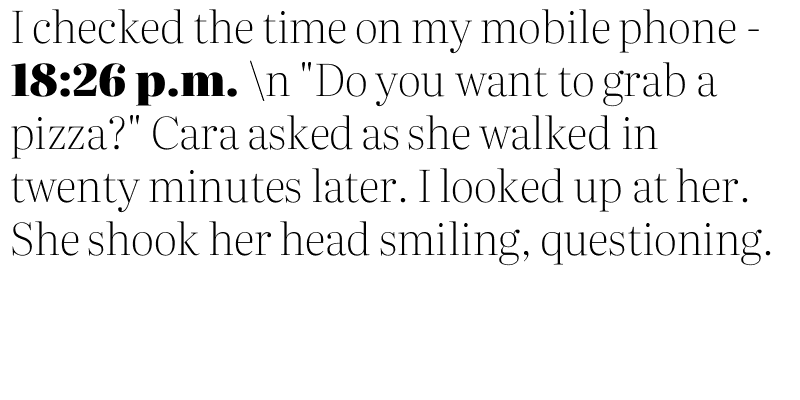 I checked the time on my mobile phone -
18:26 p.m. \n "Do you want to grab a
pizza?" Cara asked as she walked in
twenty minutes later. I looked up at her.
She shook her head smiling, questioning.